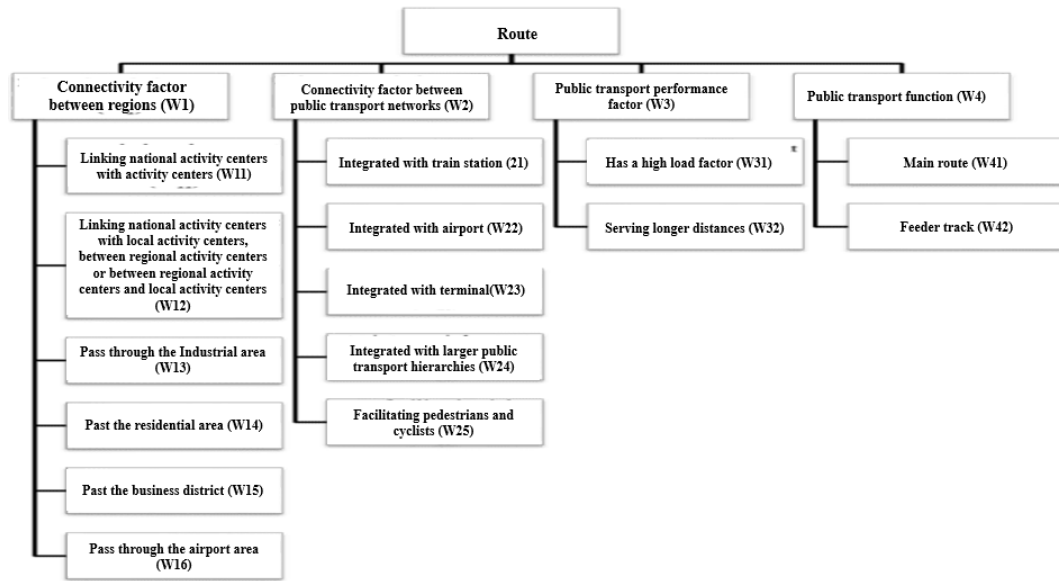 Route
Connectivity factor
between regions (W1)
Connectivity factor between
public transport networks (W2)
Public transport performance
factor (W3)
Public transport function (W4)
Linking national activity centers
with activity centers (W11)
Linking national activity centers
with local activity centers,
between regional activity centers
or between regional activity
centers and local activity centers
(W12)
Pass through the Industrial area
(W13)
Past the residential area (W14)
Past the business district (W15)
Pass through the airport area
(W16)
Integrated with train station (21)
Integrated with airport (W22)
Integrated with terminal(W23)
Integrated with larger public
transport hierarchies (W24)
Facilitating pedestrians and
cyclists (W25)
Has a high load factor (W31)
Serving longer distances (W32)
Main route (W41)
Feeder track (W42)